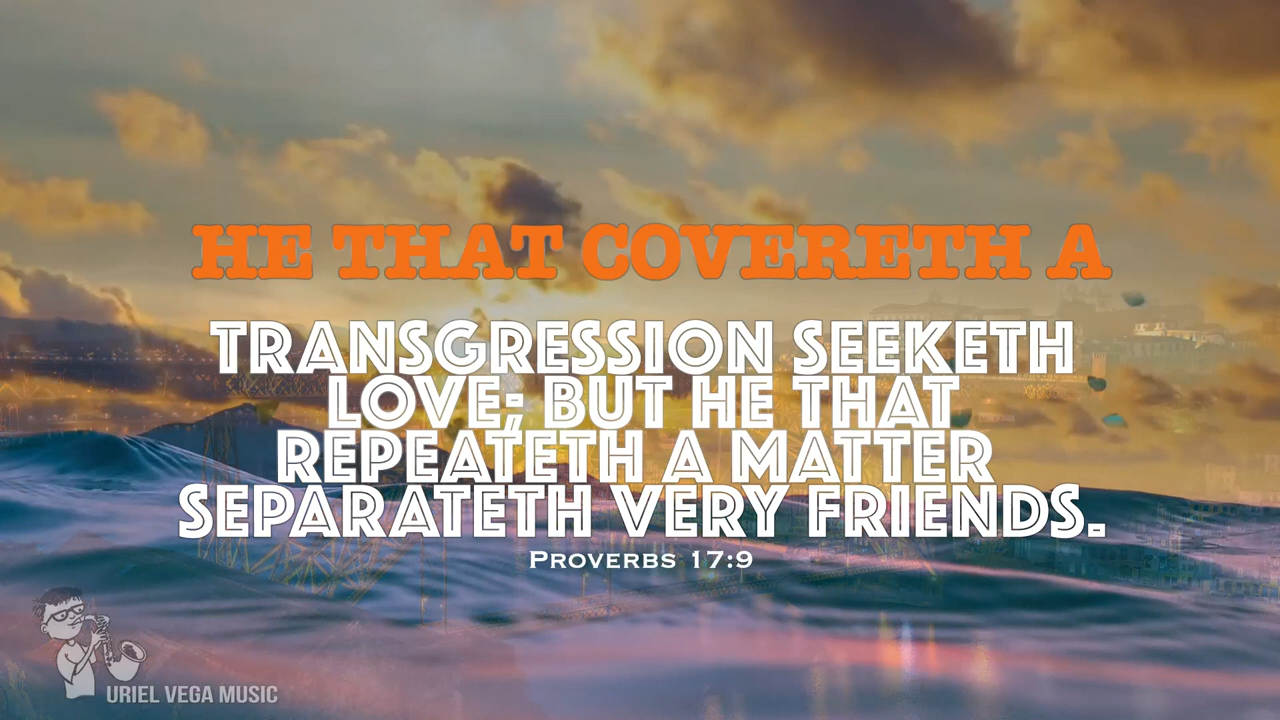 HE THAT COVERETH A
TRANSGRESSION SEEKETH
LOVE; BUT HE THAT
REPEATETH A MATTER
SEPARATETH VERY FRIENDS.
PROVERBS 17:9
URIEL VEGA MUSIC